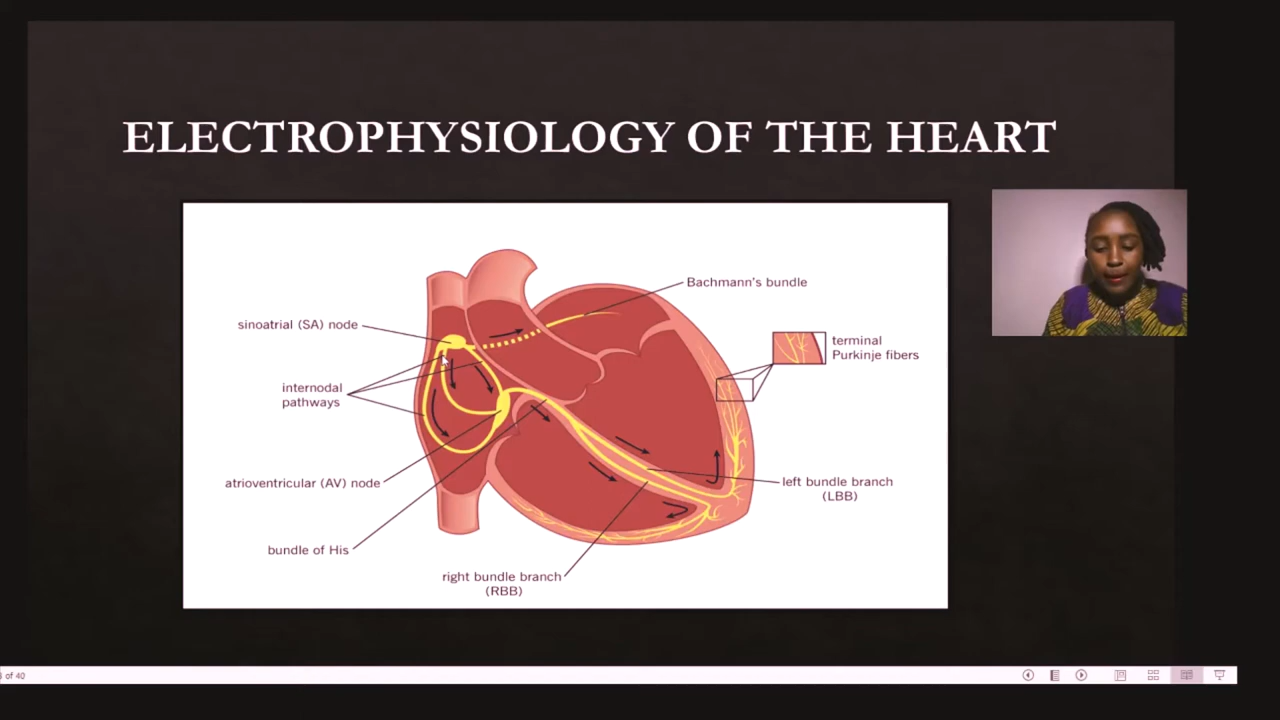 ELECTROPHYSIOLOGY OF THE HEART
Bachmann's bundle
sinoatrial (SA) node
terminal
Purkinje fibers
internodal
pathways
atrioventricular (AV) node
left bundle branch
(LBB)
bundle of His
right bundle branch
(RBB)
of 40